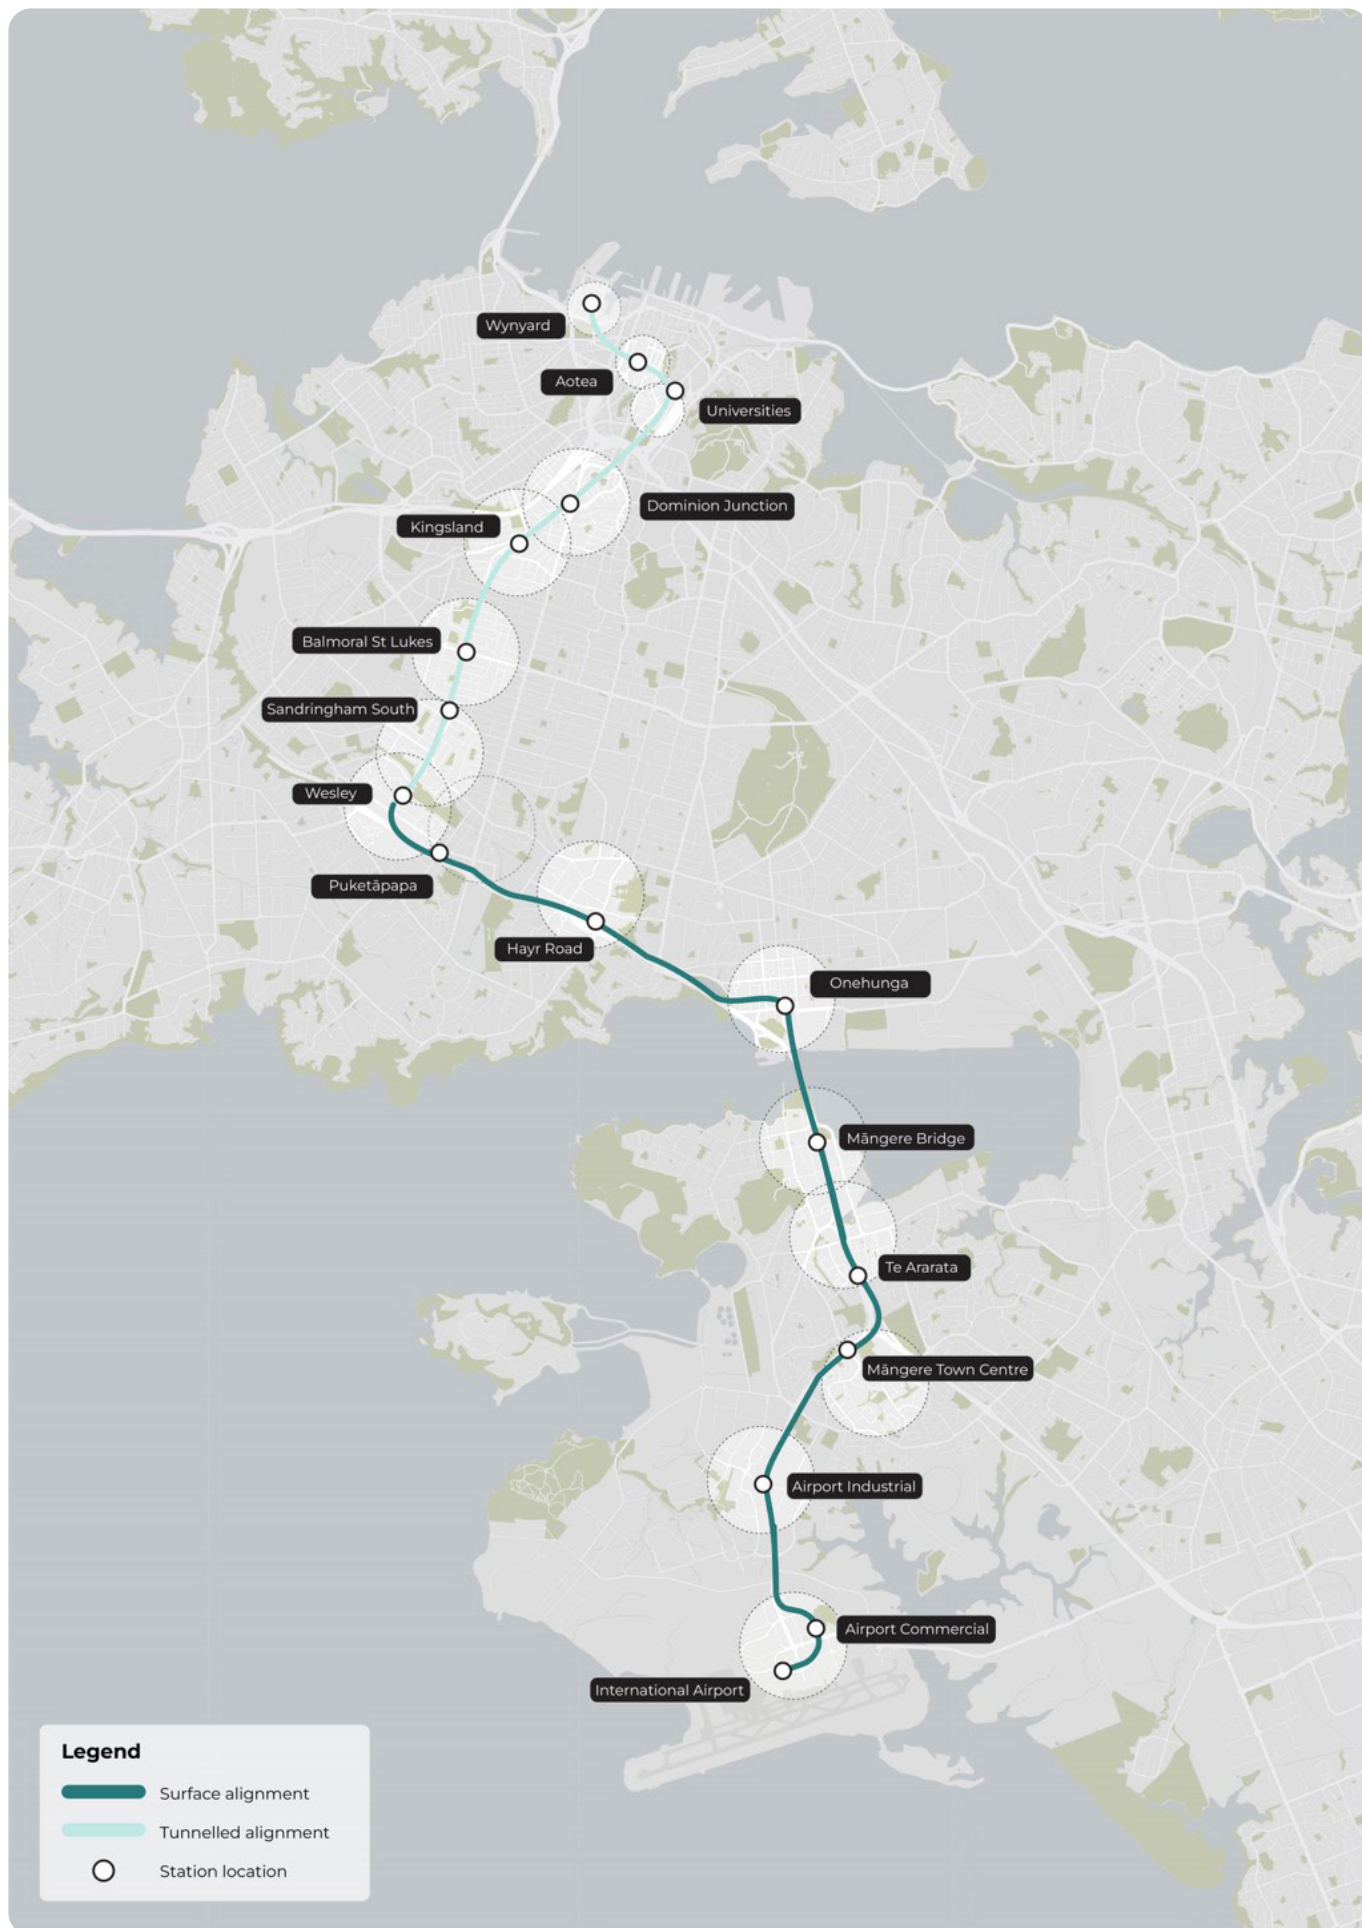 Wynyard
Aotea
Universities
Dominion Junction
Kingsland
Balmoral St Lukes
Sandringham South
Wesley
Puketāpapa
Hayr Road
Onehunga
Māngere Bridge
Te Ararata
Māngere Town Centre
Airport Industrial
Airport Commercial
International Airport
Legend
Surface alignment
Tunnelled alignment
Station location